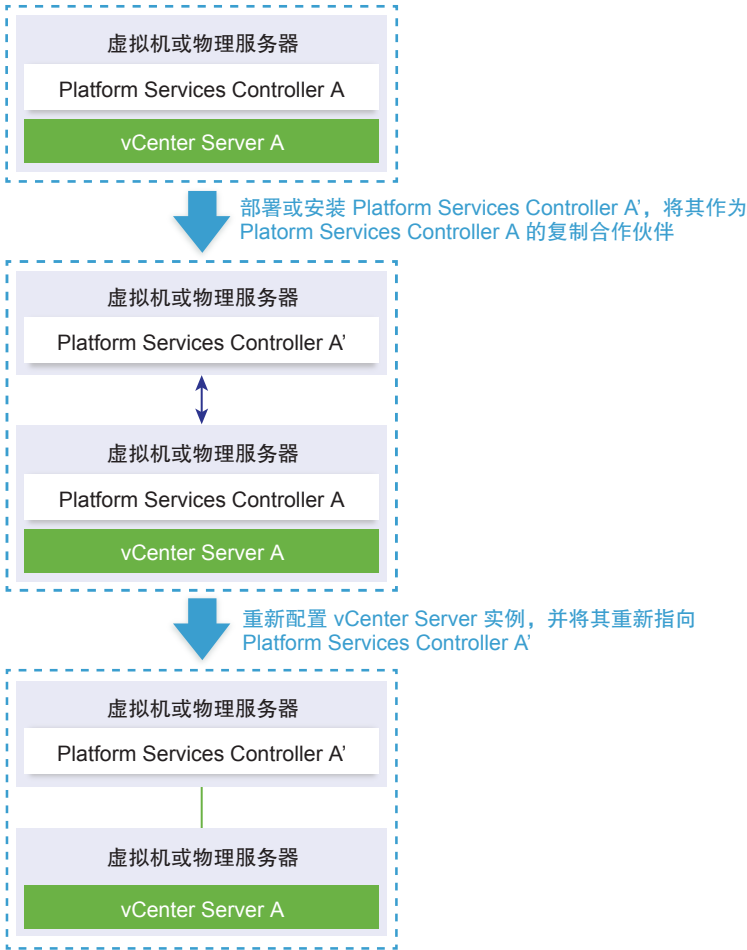 虚拟机或物理服务器
Platform Services Controller A
vCenter Server A
部署或安装 Platform Services Controller A’，将其作为
Platorm Services Controller A 的复制合作伙伴
虚拟机或物理服务器
Platform Services Controller A’
虚拟机或物理服务器
Platform Services Controller A
vCenter Server A
重新配置 vCenter Server 实例，并将其重新指向
Platform Services Controller A’
虚拟机或物理服务器
Platform Services Controller A’
虚拟机或物理服务器
vCenter Server A